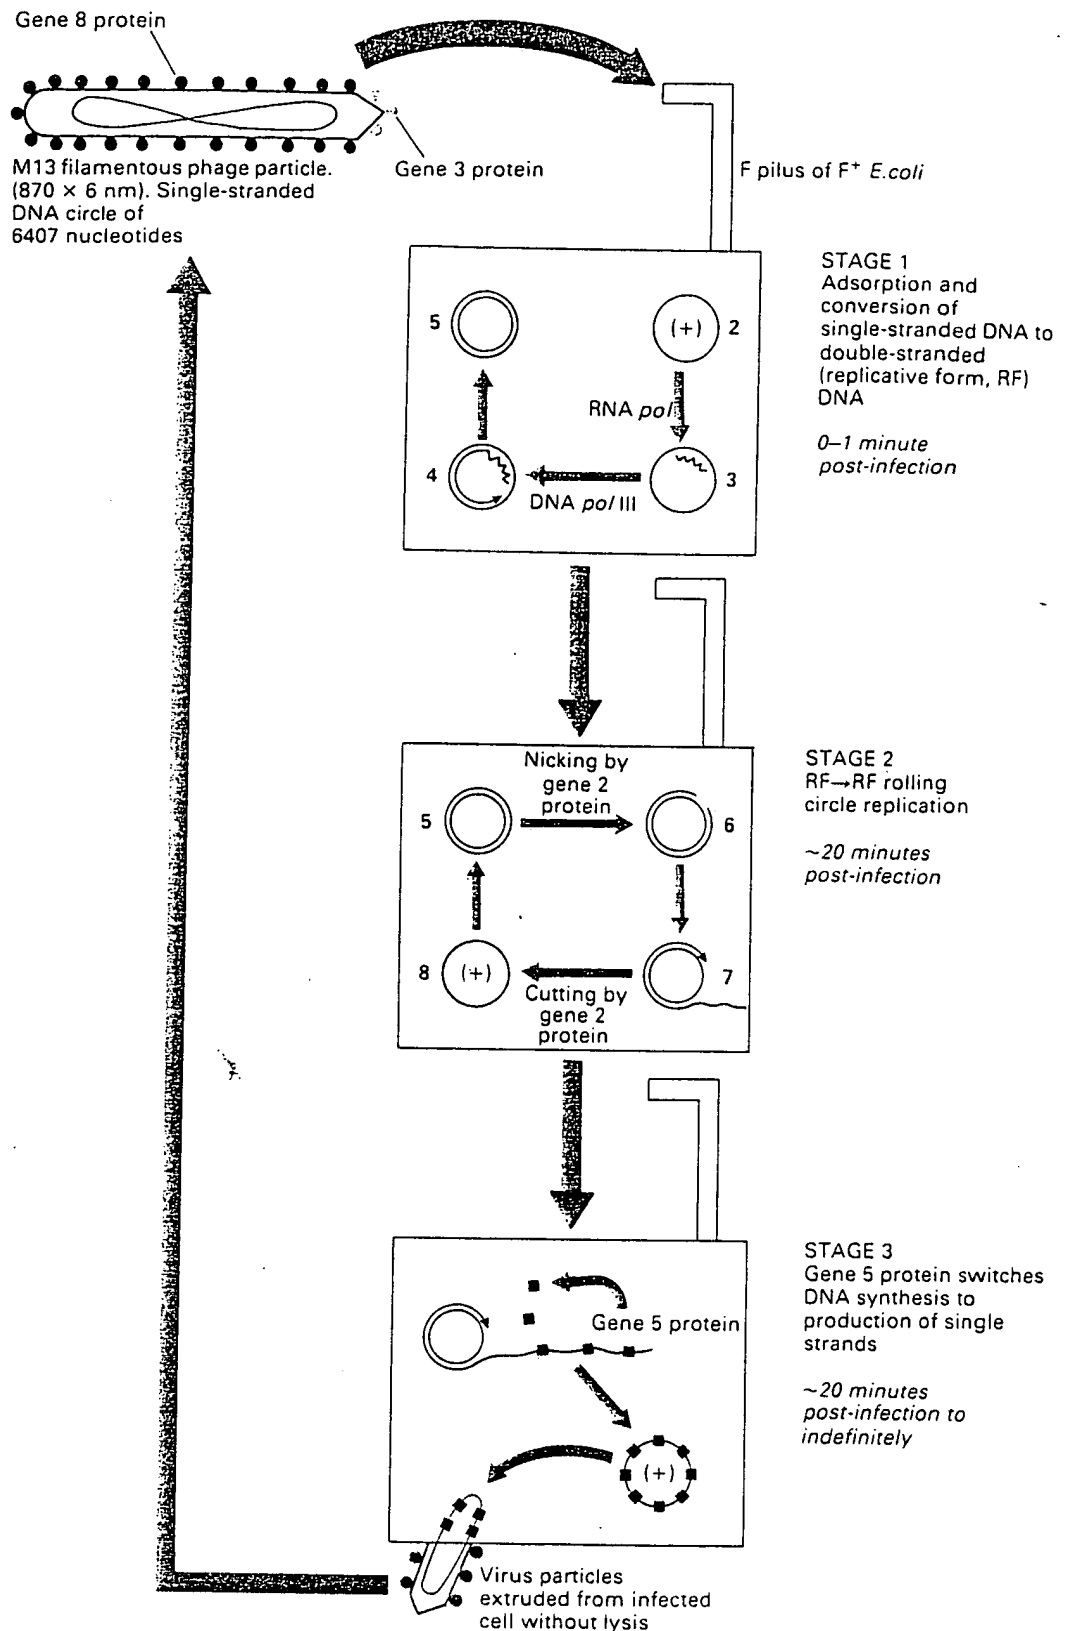 Gene 8 protein
Gene 3 protein
M13 filamentous phage particle.
(870 × 6 nm). Single-stranded
DNA circle of
6407 nucleotides
F pilus of F⁺ E.coli
STAGE 1
Adsorption and
conversion of
single-stranded DNA to
double-stranded
(replicative form, RF)
DNA
0–1 minute
post-infection
5
(+) 2
RNA pol
4
3
DNA pol III
STAGE 2
RF→RF rolling
circle replication
~20 minutes
post-infection
Nicking by
gene 2
protein
5
6
8 (+)
7
Cutting by
gene 2
protein
STAGE 3
Gene 5 protein switches
DNA synthesis to
production of single
strands
~20 minutes
post-infection to
indefinitely
Gene 5 protein
(+)
Virus particles
extruded from infected
cell without lysis